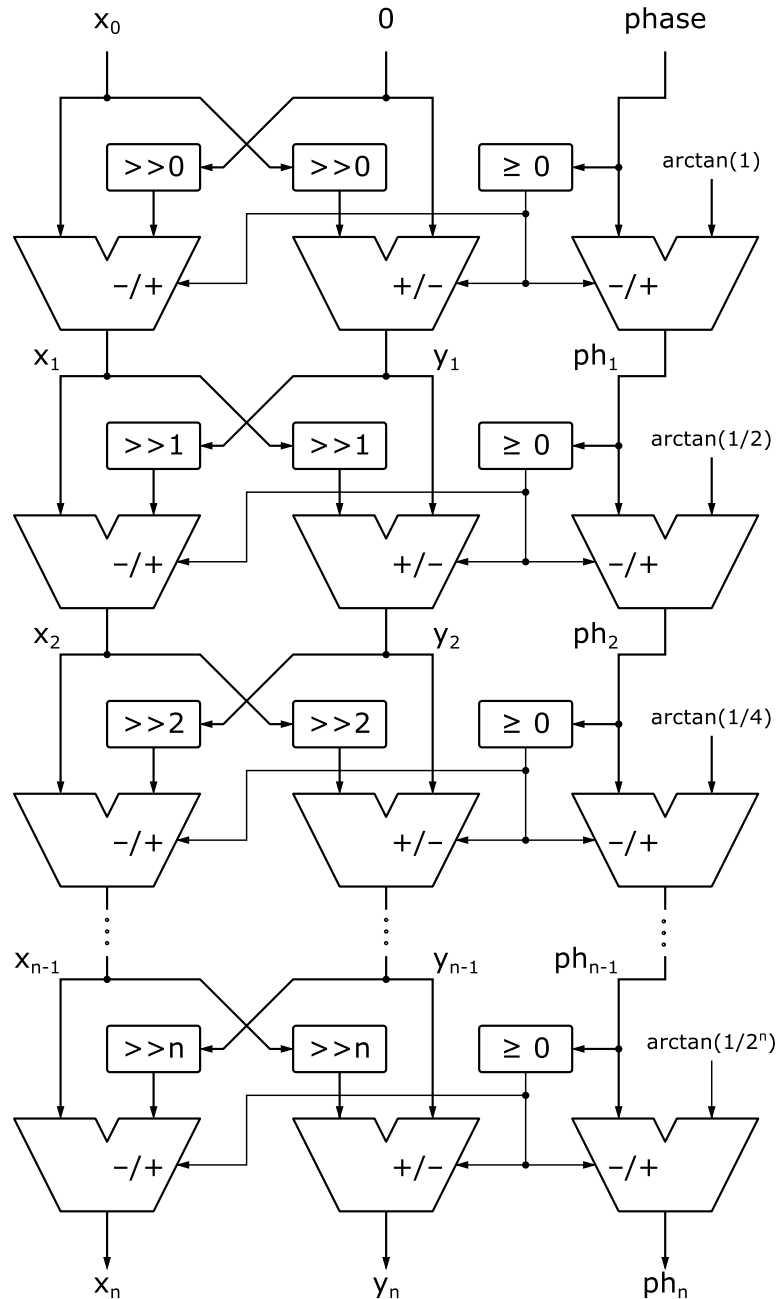 x₀ 0 phase
>>0 >>0 ≥ 0 arctan(1)
–/+ +/– –/+
x₁ y₁ ph₁
>>1 >>1 ≥ 0 arctan(1/2)
–/+ +/– –/+
x₂ y₂ ph₂
>>2 >>2 ≥ 0 arctan(1/4)
–/+ +/– –/+
xₙ₋₁ yₙ₋₁ phₙ₋₁
>>n >>n ≥ 0 arctan(1/2ⁿ)
–/+ +/– –/+
xₙ yₙ phₙ